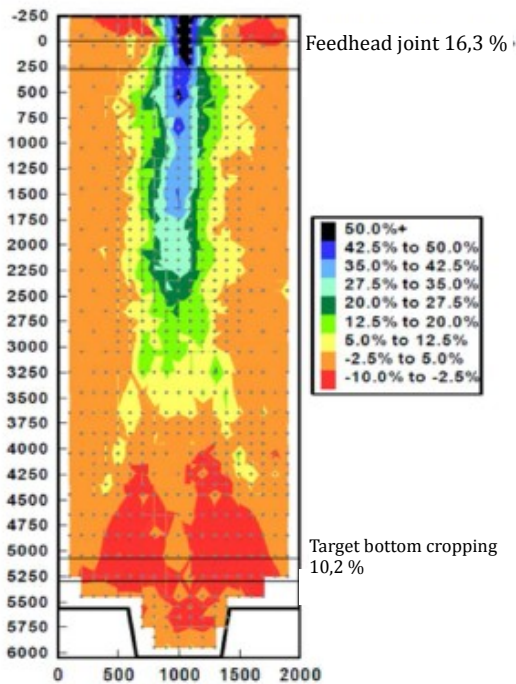 -250
0
250
500
750
1000
1250
1500
1750
2000
2250
2500
2750
3000
3250
3500
3750
4000
4250
4500
4750
5000
5250
5500
5750
6000
0 500 1000 1500 2000
Feedhead joint 16,3 %
50.0%+
42.5% to 50.0%
35.0% to 42.5%
27.5% to 35.0%
20.0% to 27.5%
12.5% to 20.0%
5.0% to 12.5%
-2.5% to 5.0%
-10.0% to -2.5%
Target bottom cropping
10,2 %